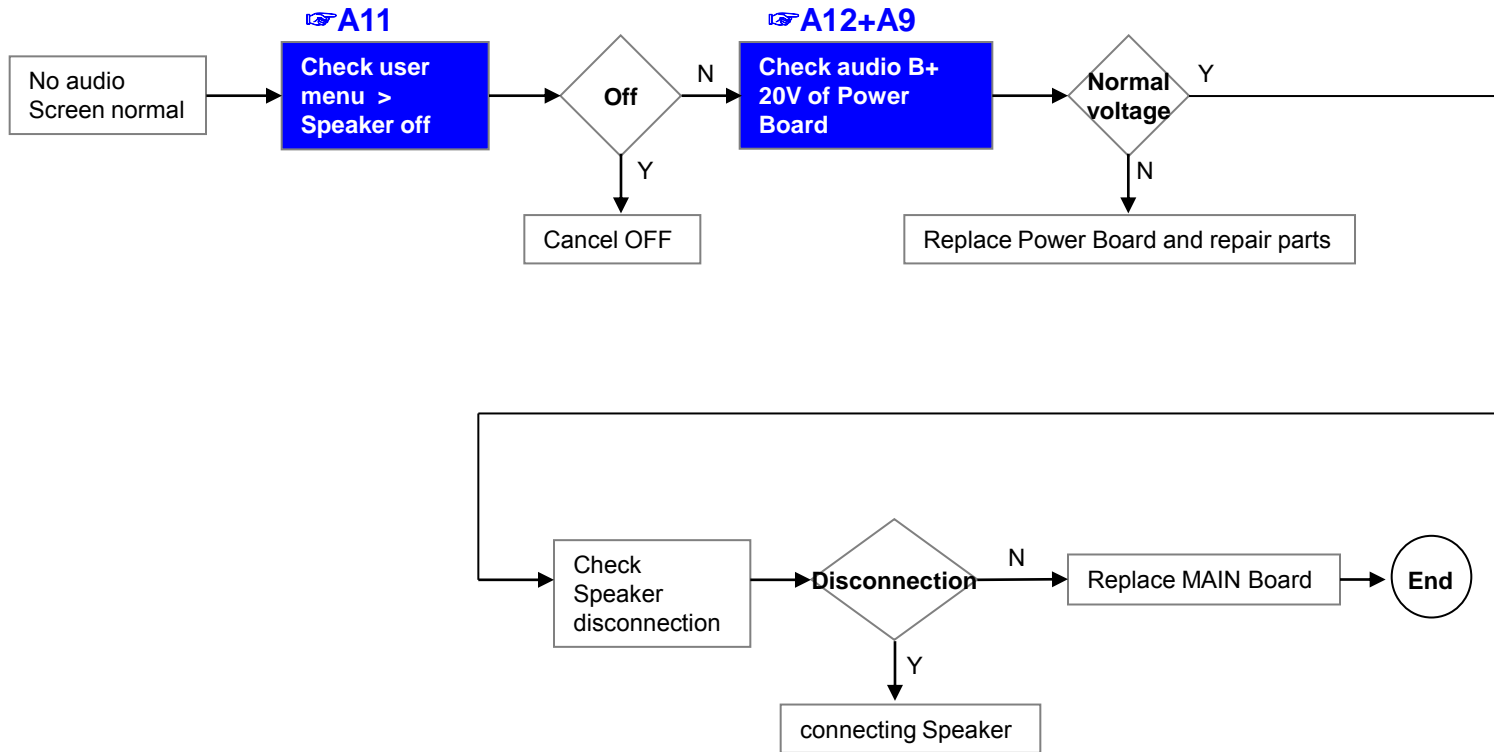 ☞A11
☞A12+A9
No audio
Screen normal
Check user
menu >
Speaker off
Off
N
Y
Cancel OFF
Check audio B+
20V of Power
Board
Normal
voltage
Y
N
Replace Power Board and repair parts
Check
Speaker
disconnection
Disconnection
N
Y
Replace MAIN Board
End
connecting Speaker